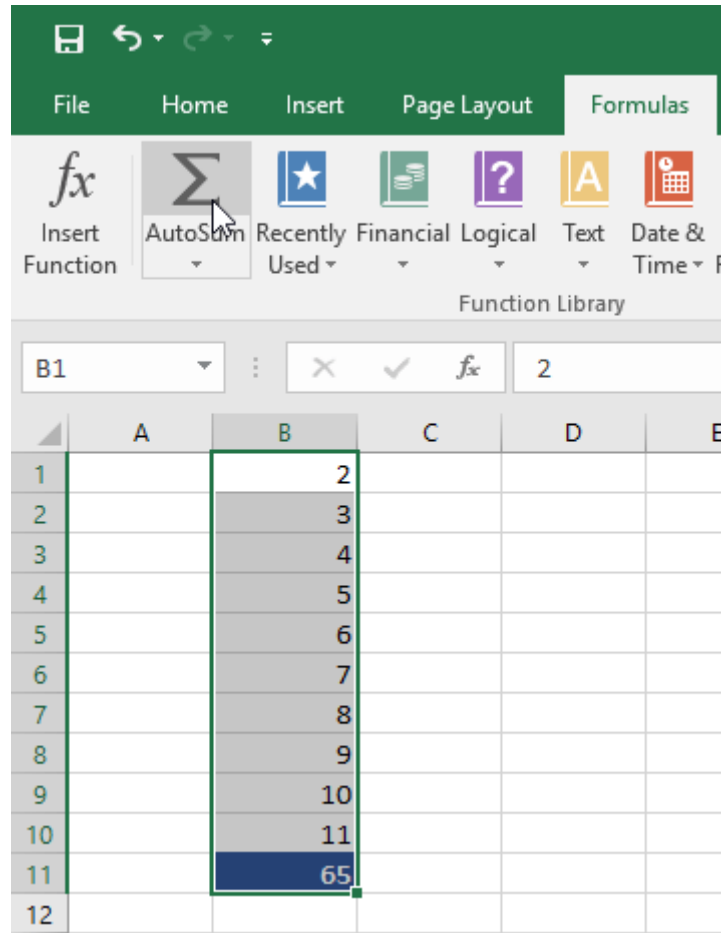 File Home Insert Page Layout Formulas
fx Σ ? A
Insert AutoSum Recently Financial Logical Text Date &
Function Used Time
Function Library
B1 fx 2
A B C D E
1 2
2 3
3 4
4 5
5 6
6 7
7 8
8 9
9 10
10 11
11 65
12